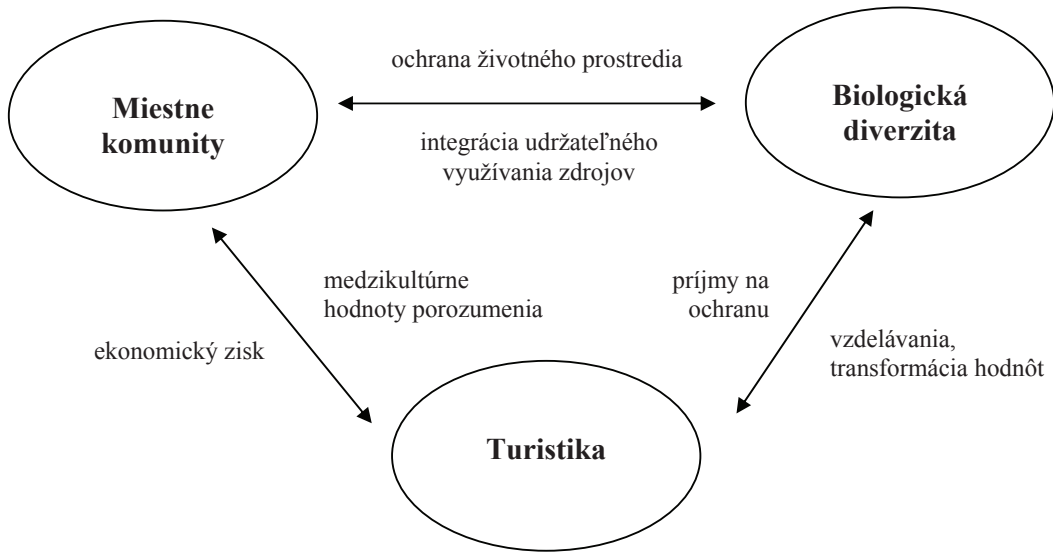 ochrana životného prostredia
Miestne
komunity
Biologická
diverzita
integrácia udržateľného
využívania zdrojov
medzikultúrne
hodnoty porozumenia
príjmy na
ochranu
ekonomický zisk
vzdelávania,
transformácia hodnôt
Turistika